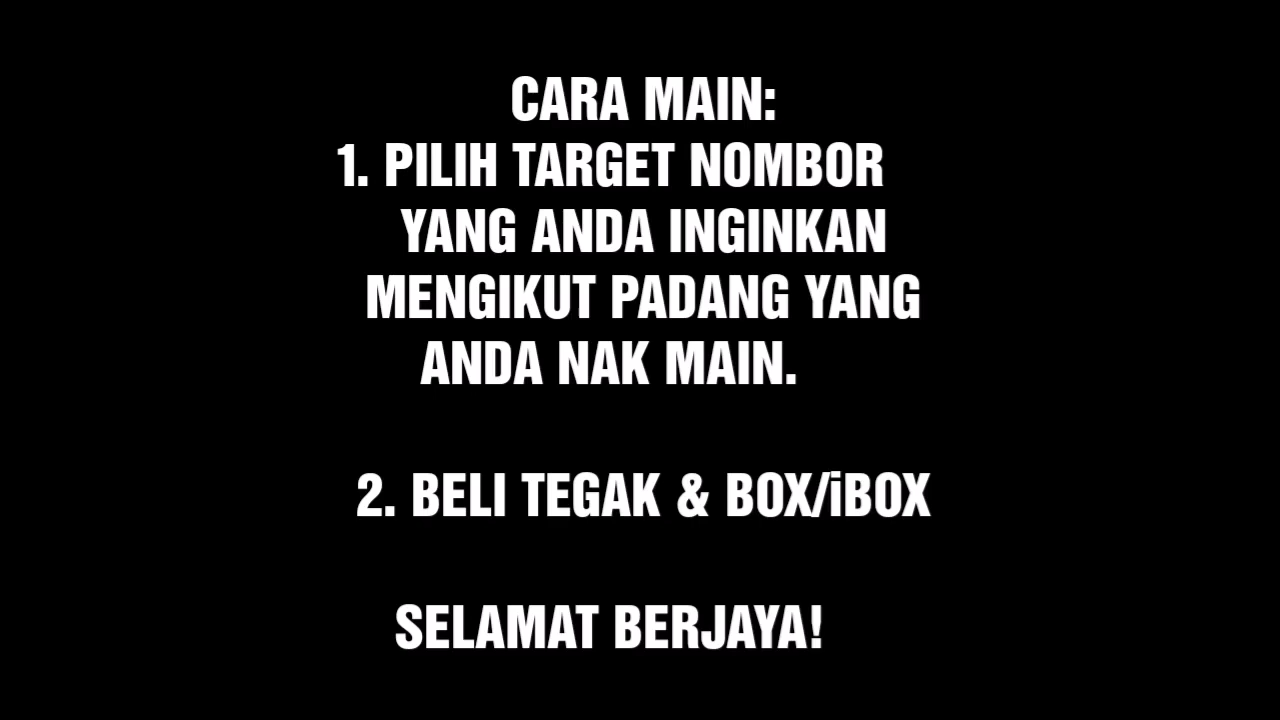 CARA MAIN:
1. PILIH TARGET NOMBOR
YANG ANDA INGINKAN
MENGIKUT PADANG YANG
ANDA NAK MAIN.
2. BELI TEGAK & BOX/iBOX
SELAMAT BERJAYA!